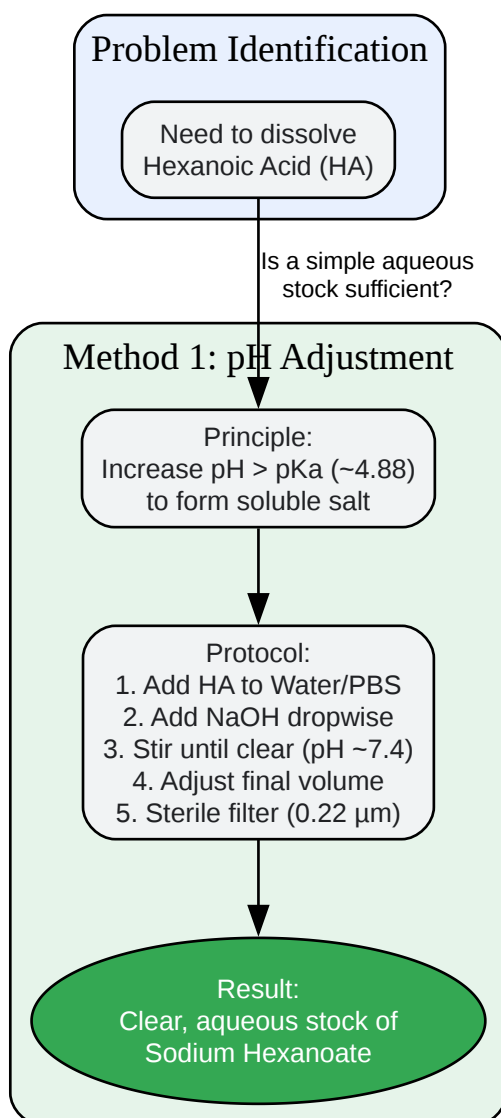 Problem Identification
Need to dissolve
Hexanoic Acid (HA)
Is a simple aqueous
stock sufficient?
Method 1: pH Adjustment
Principle:
Increase pH > pKa (~4.88)
to form soluble salt
Protocol:
1. Add HA to Water/PBS
2. Add NaOH dropwise
3. Stir until clear (pH ~7.4)
4. Adjust final volume
5. Sterile filter (0.22 µm)
Result:
Clear, aqueous stock of
Sodium Hexanoate